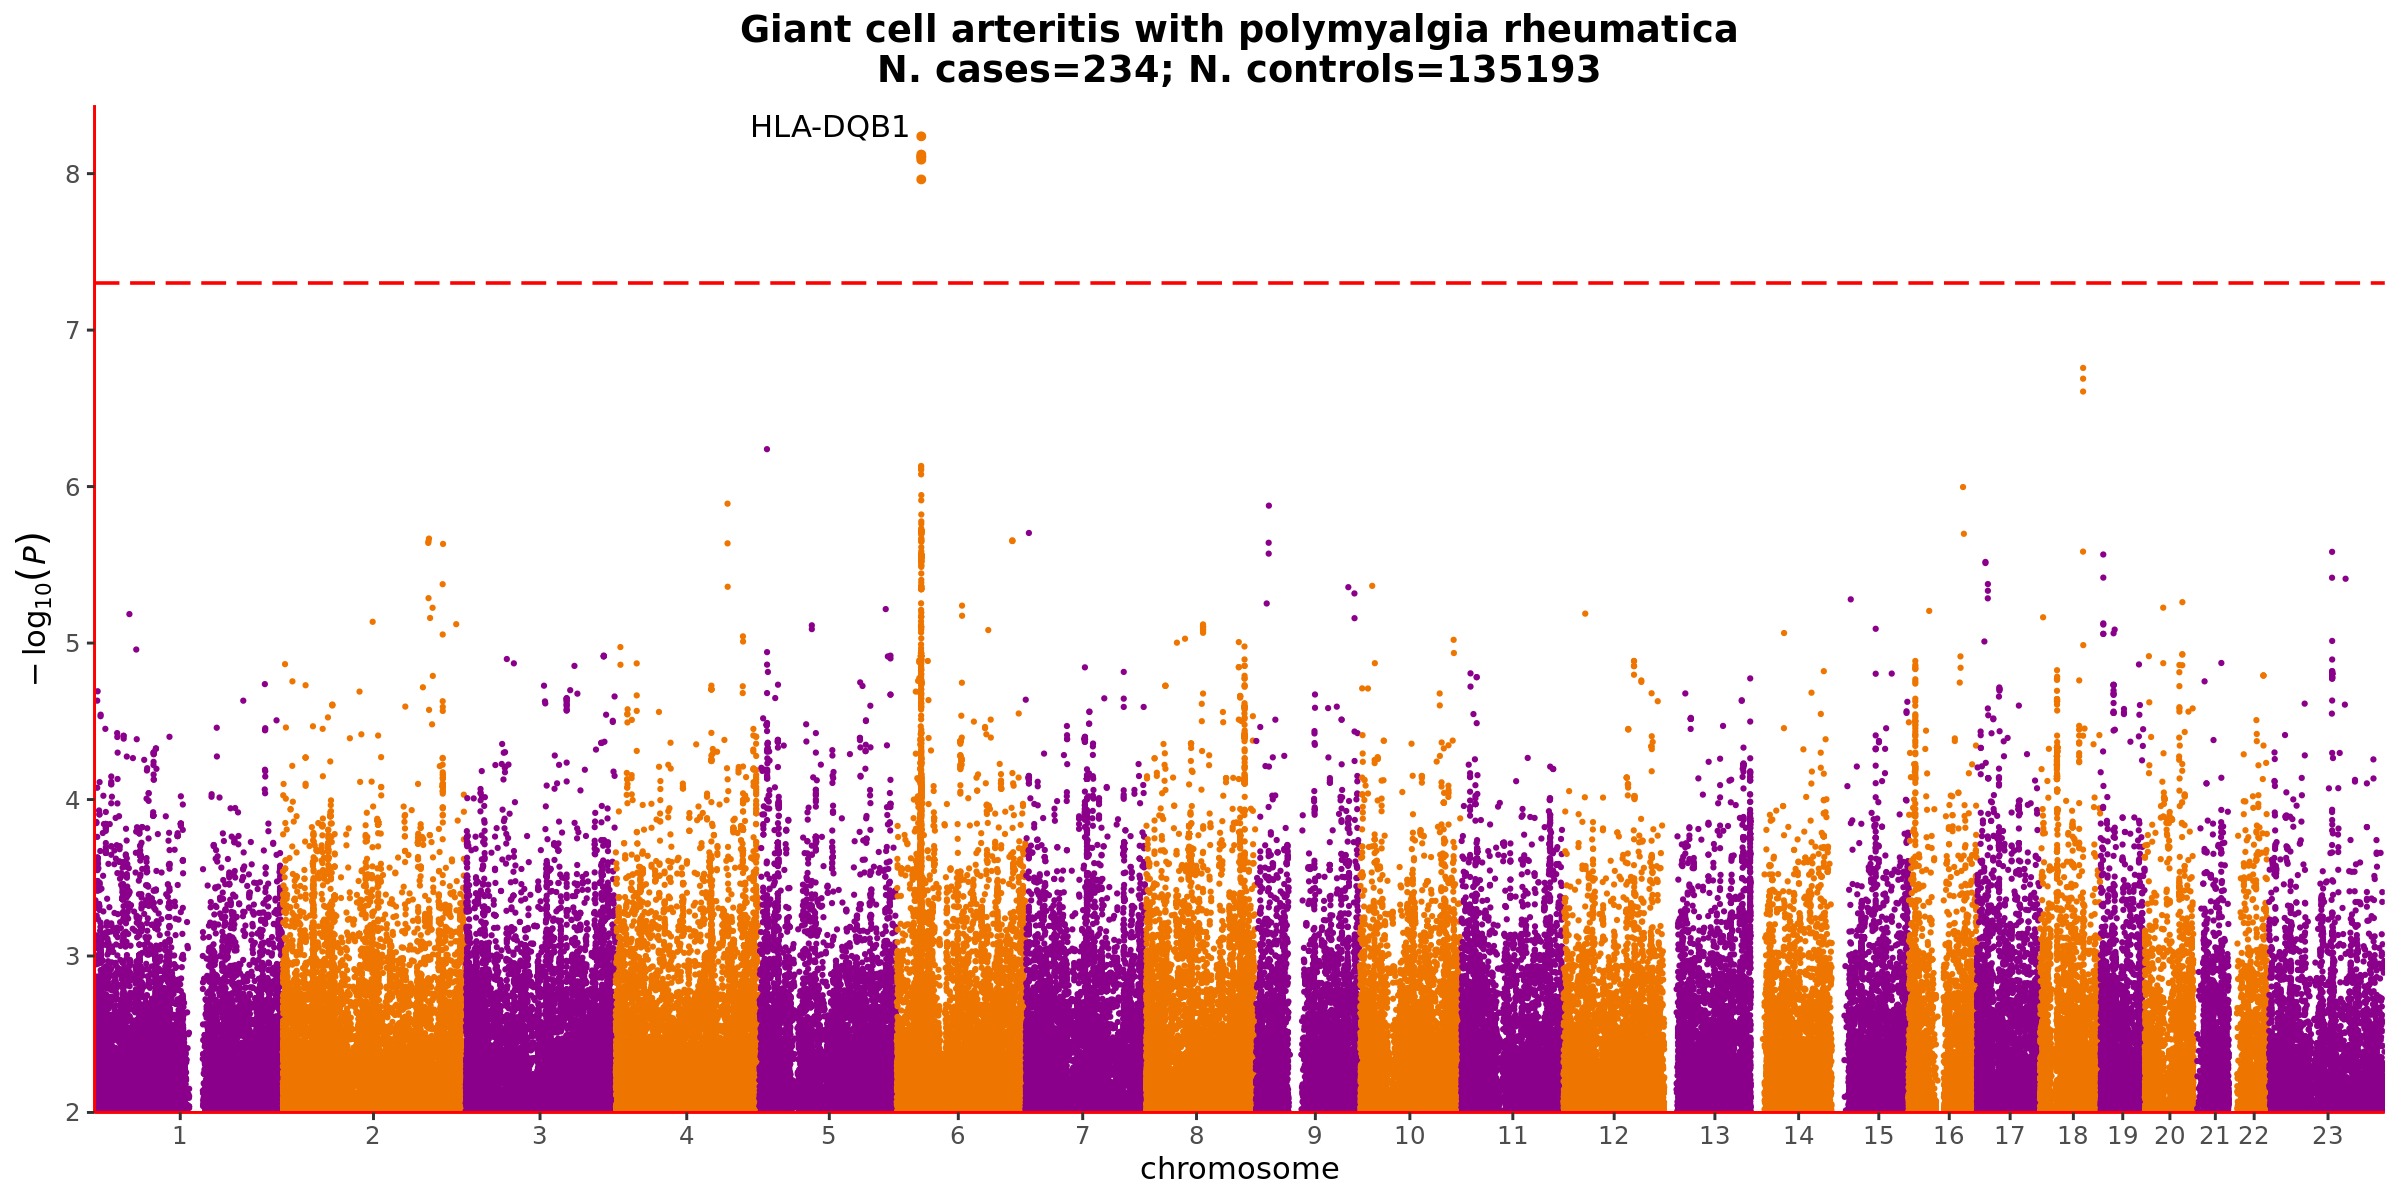 Giant cell arteritis with polymyalgia rheumatica
N. cases=234; N. controls=135193
HLA-DQB1
8
7
6
5
4
3
2
−log10(P)
1 2 3 4 5 6 7 8 9 10 11 12 13 14 15 16 17 18 19 20 21 22 23
chromosome